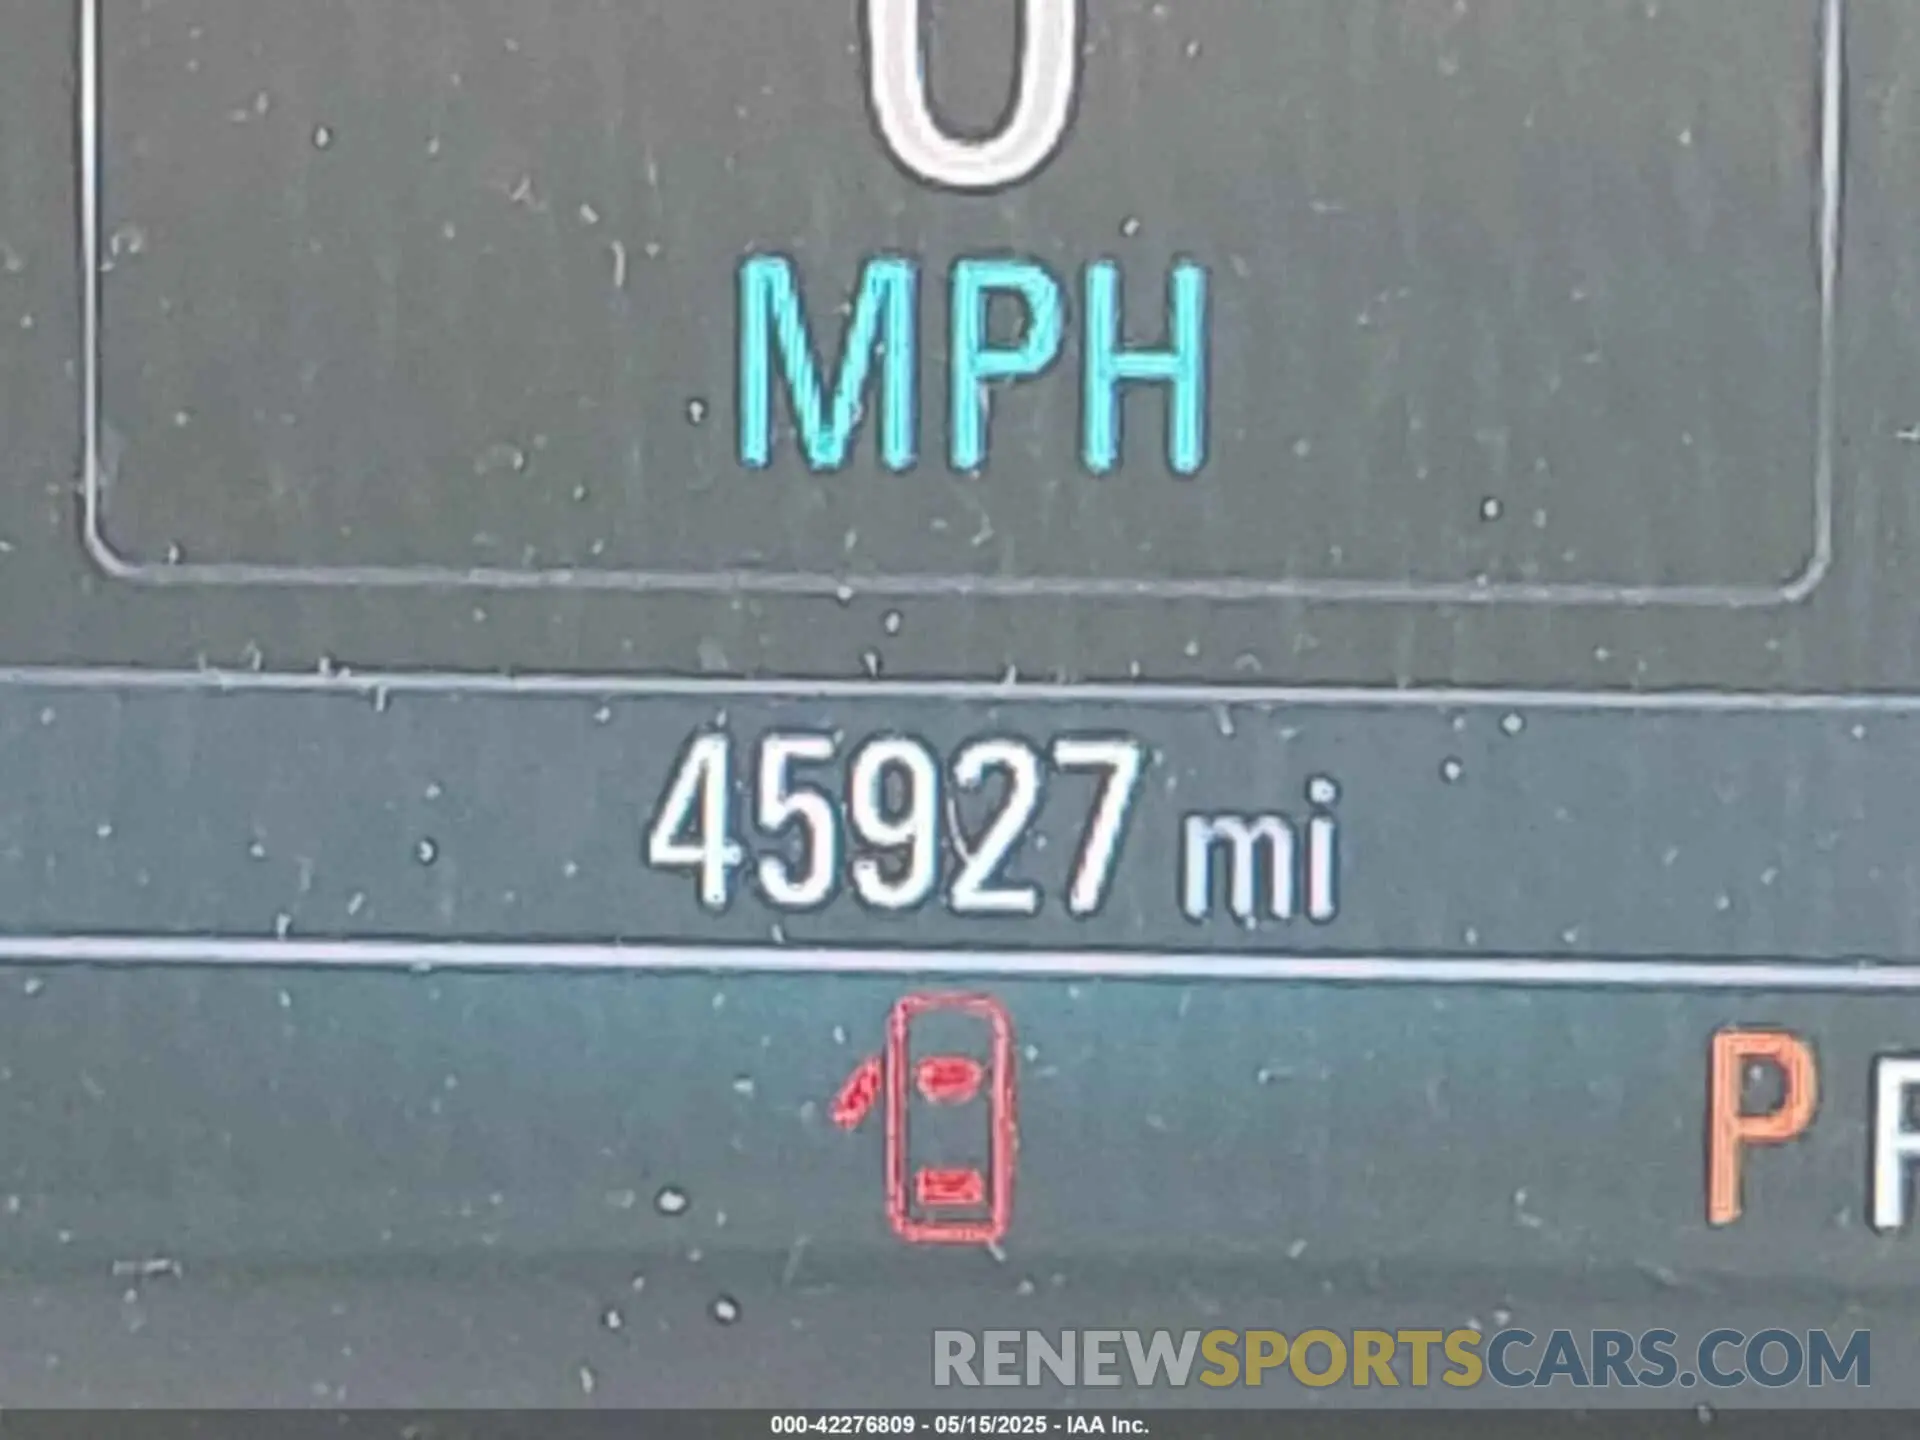 0
MPH
45927 mi
P
RENEWSPORTSCARS.COM
000-42276809 - 05/15/2025 - IAA Inc.